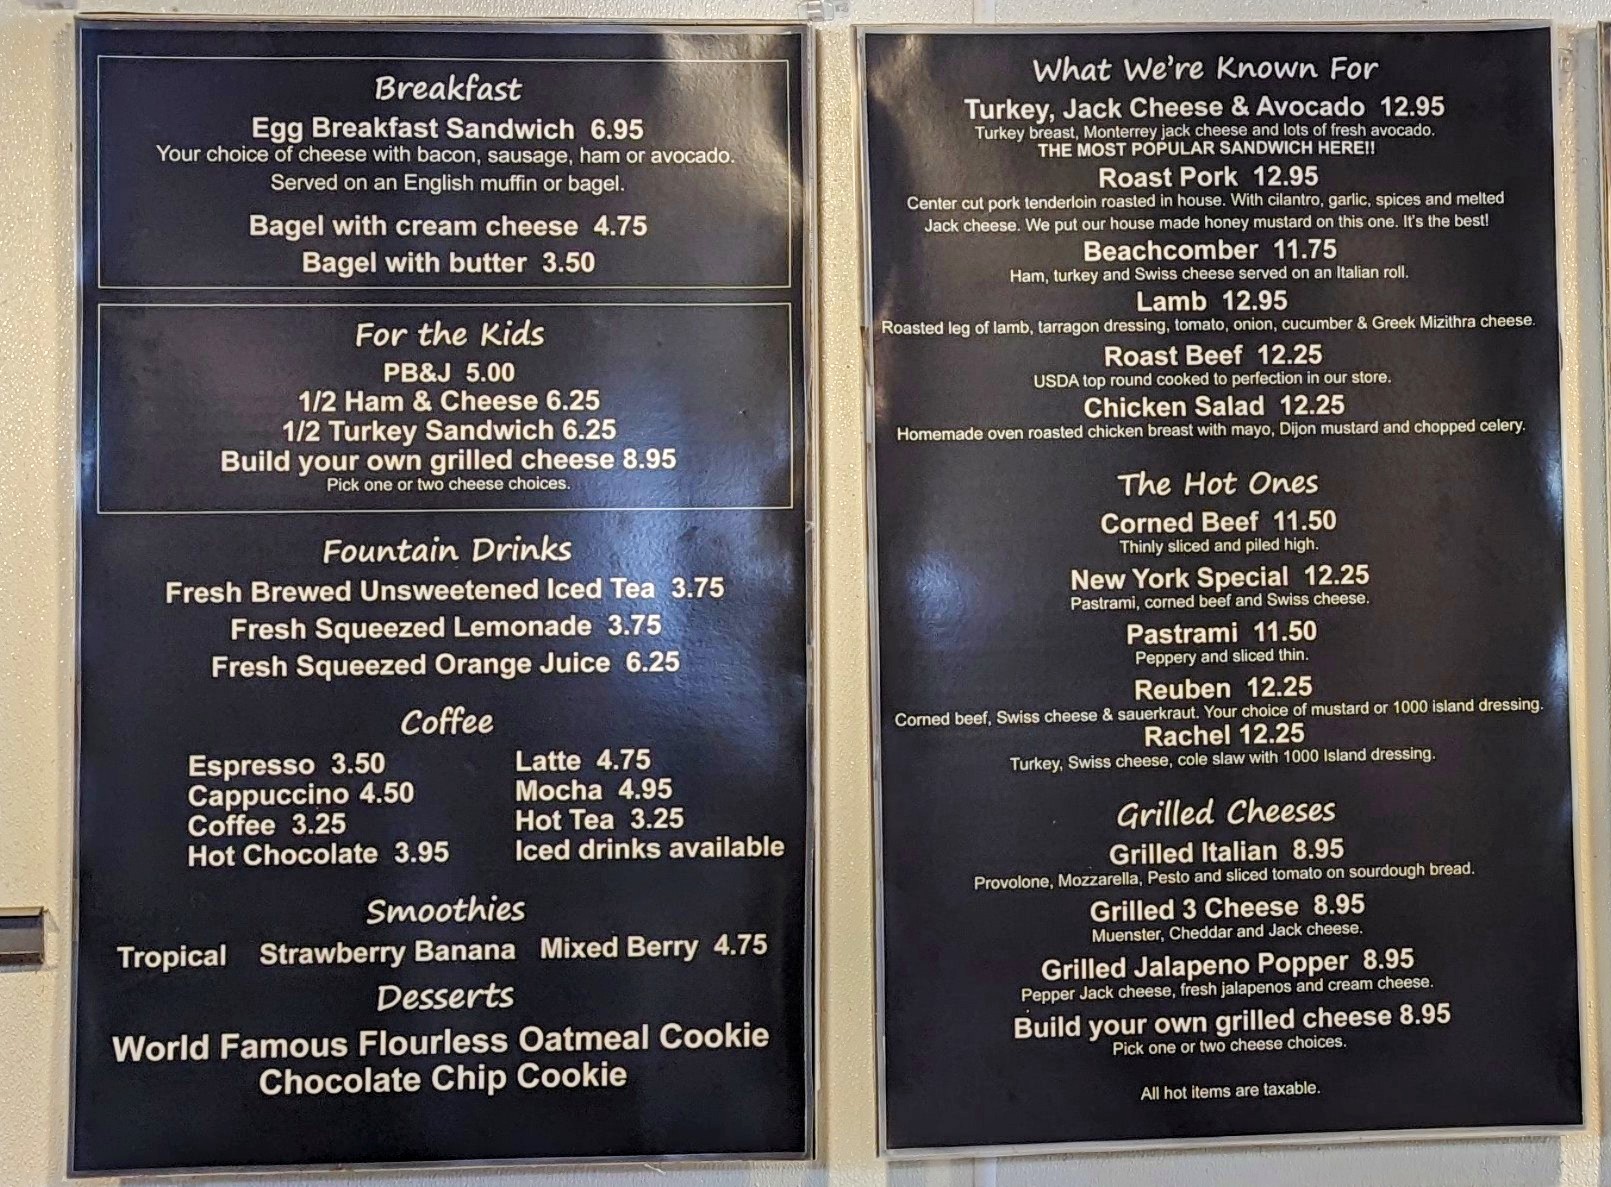 Breakfast
Egg Breakfast Sandwich 6.95
Your choice of cheese with bacon, sausage, ham or avocado.
Served on an English muffin or bagel.
Bagel with cream cheese 4.75
Bagel with butter 3.50
For the Kids
PB&J 5.00
1/2 Ham & Cheese 6.25
1/2 Turkey Sandwich 6.25
Build your own grilled cheese 8.95
Pick one or two cheese choices.
Fountain Drinks
Fresh Brewed Unsweetened Iced Tea 3.75
Fresh Squeezed Lemonade 3.75
Fresh Squeezed Orange Juice 6.25
Coffee
Espresso 3.50
Cappuccino 4.50
Coffee 3.25
Hot Chocolate 3.95
Latte 4.75
Mocha 4.95
Hot Tea 3.25
Iced drinks available
Smoothies
Tropical Strawberry Banana Mixed Berry 4.75
Desserts
World Famous Flourless Oatmeal Cookie
Chocolate Chip Cookie
What We're Known For
Turkey, Jack Cheese & Avocado 12.95
Turkey breast, Monterrey jack cheese and lots of fresh avocado.
THE MOST POPULAR SANDWICH HERE!!
Roast Pork 12.95
Center cut pork tenderloin roasted in house. With cilantro, garlic, spices and melted
Jack cheese. We put our house made honey mustard on this one. It's the best!
Beachcomber 11.75
Ham, turkey and Swiss cheese served on an Italian roll.
Lamb 12.95
Roasted leg of lamb, tarragon dressing, tomato, onion, cucumber & Greek Mizithra cheese.
Roast Beef 12.25
USDA top round cooked to perfection in our store.
Chicken Salad 12.25
Homemade oven roasted chicken breast with mayo, Dijon mustard and chopped celery.
The Hot Ones
Corned Beef 11.50
Thinly sliced and piled high.
New York Special 12.25
Pastrami, corned beef and Swiss cheese.
Pastrami 11.50
Peppery and sliced thin.
Reuben 12.25
Corned beef, Swiss cheese & sauerkraut. Your choice of mustard or 1000 island dressing.
Rachel 12.25
Turkey, Swiss cheese, cole slaw with 1000 Island dressing.
Grilled Cheeses
Grilled Italian 8.95
Provolone, Mozzarella, Pesto and sliced tomato on sourdough bread.
Grilled 3 Cheese 8.95
Muenster, Cheddar and Jack cheese.
Grilled Jalapeno Popper 8.95
Pepper Jack cheese, fresh jalapenos and cream cheese.
Build your own grilled cheese 8.95
Pick one or two cheese choices.
All hot items are taxable.